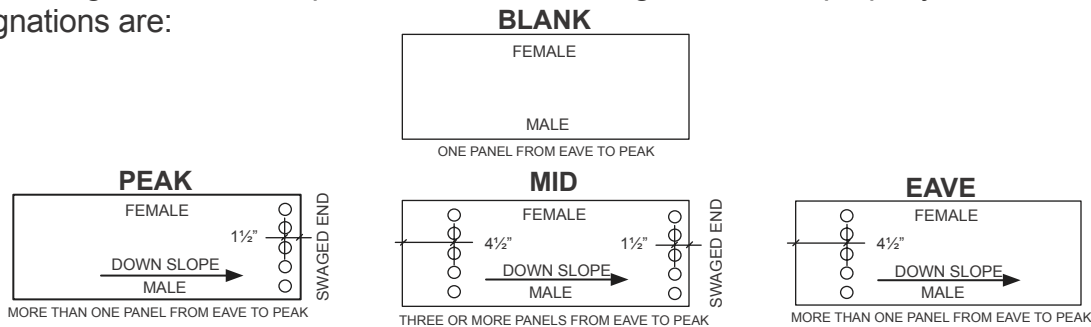 gnations are:
BLANK
FEMALE
MALE
ONE PANEL FROM EAVE TO PEAK
PEAK
FEMALE
1½”
DOWN SLOPE
MALE
SWAGED END
MORE THAN ONE PANEL FROM EAVE TO PEAK
MID
FEMALE
4½”
1½”
DOWN SLOPE
MALE
SWAGED END
THREE OR MORE PANELS FROM EAVE TO PEAK
EAVE
FEMALE
4½”
DOWN SLOPE
MALE
MORE THAN ONE PANEL FROM EAVE TO PEAK